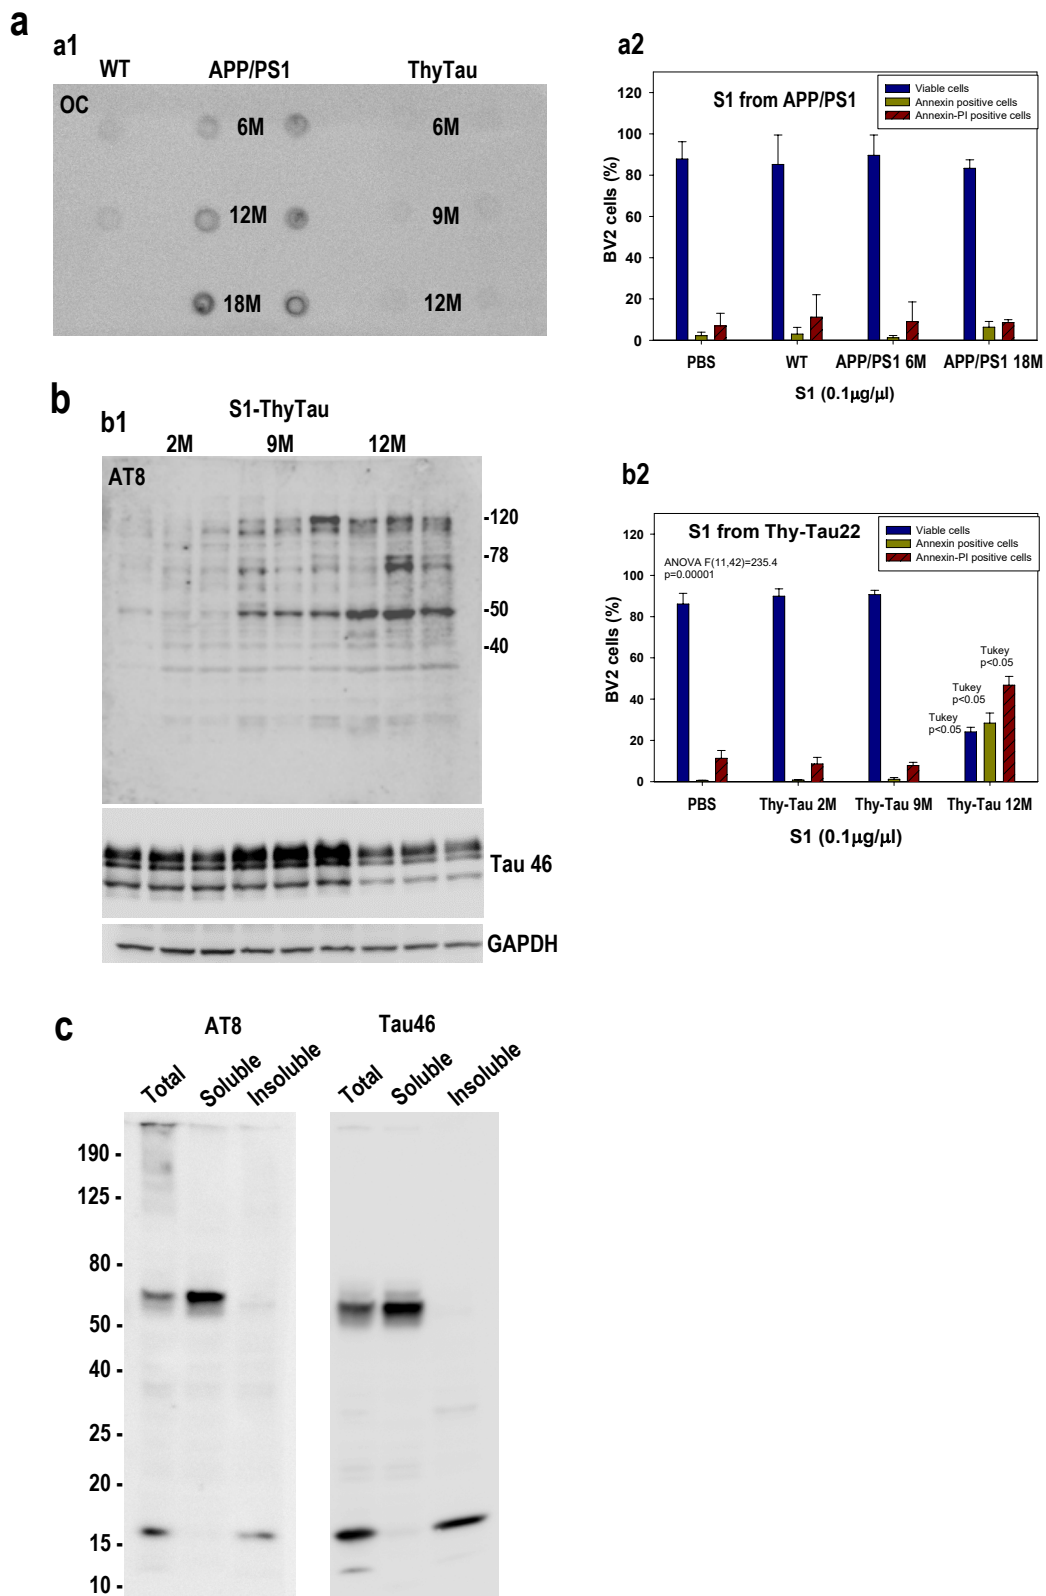 a
a1
WT APP/PS1 ThyTau
OC
6M 6M
12M 9M
18M 12M
a2
S1 from APP/PS1
Viable cells
Annexin positive cells
Annexin-PI positive cells
BV2 cells (%)
120
100
80
60
40
20
0
PBS WT APP/PS1 6M APP/PS1 18M
S1 (0.1µg/µl)
b
b1
S1-ThyTau
2M 9M 12M
AT8
-120
-78
-50
-40
Tau 46
GAPDH
b2
S1 from Thy-Tau22
Viable cells
Annexin positive cells
Annexin-PI positive cells
ANOVA F(11,42)=235.4
p=0.00001
BV2 cells (%)
120
100
80
60
40
20
0
Tukey
p<0.05
Tukey
p<0.05
Tukey
p<0.05
PBS Thy-Tau 2M Thy-Tau 9M Thy-Tau 12M
S1 (0.1µg/µl)
c
AT8 Tau46
Total Soluble Insoluble Total Soluble Insoluble
190 -
125 -
80 -
50 -
40 -
25 -
20 -
15 -
10 -